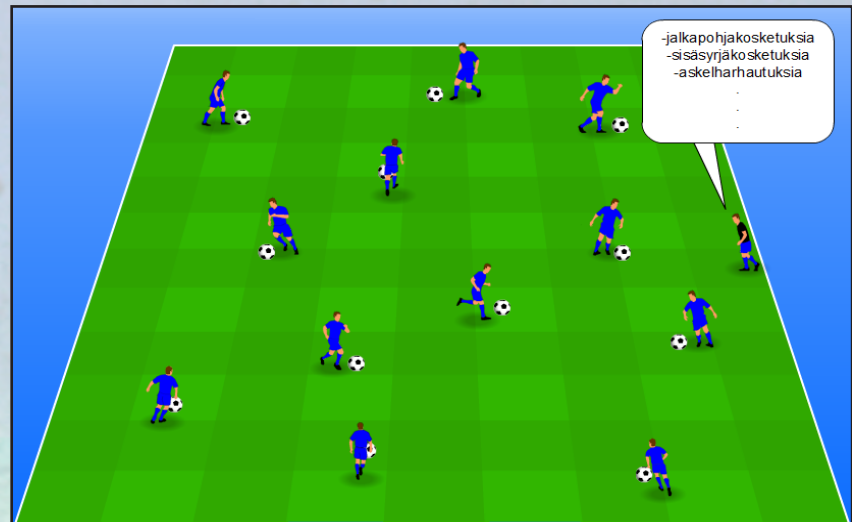 -jalkapohjakosketuksia
-sisäsyrjäkosketuksia
-askelharhautuksia
.
.
.